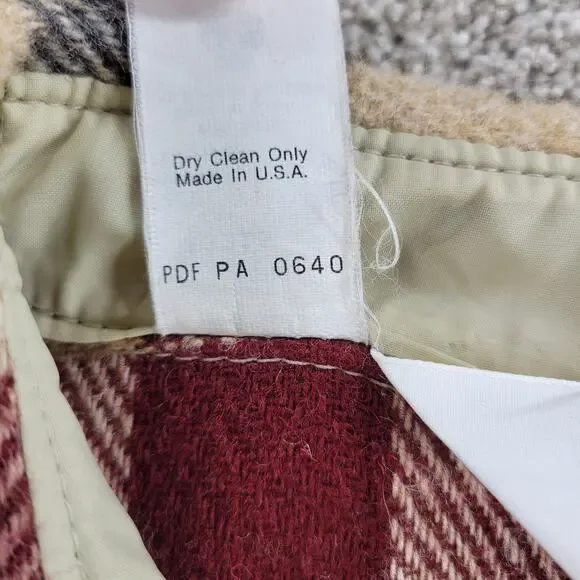 Dry Clean Only
Made In U.S.A.
PDF PA 0640